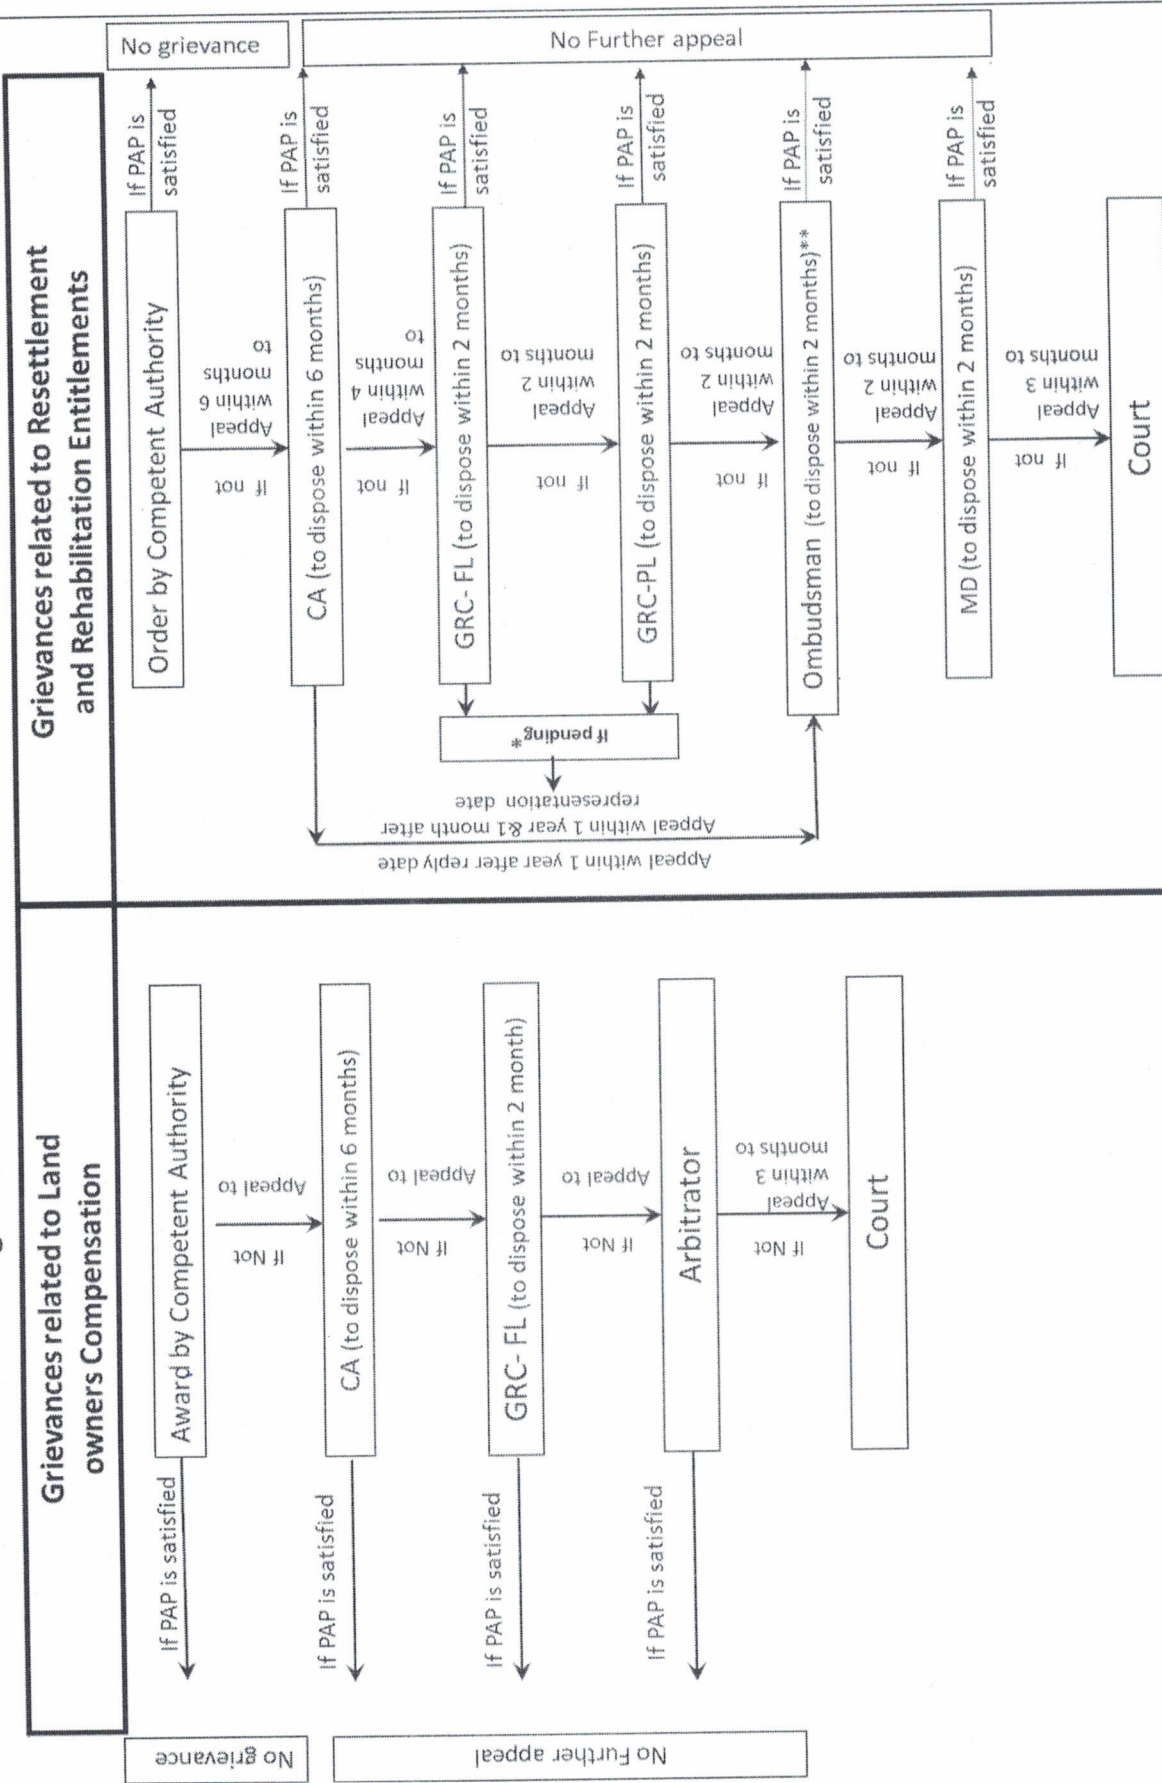 Grievances related to Land
owners Compensation
Grievances related to Resettlement
and Rehabilitation Entitlements
No grievance
No Further appeal
If PAP is satisfied
Award by Competent Authority
If Not
Appeal to
If PAP is satisfied
CA (to dispose within 6 months)
If Not
Appeal to
If PAP is satisfied
GRC- FL (to dispose within 2 month)
If Not
Appeal to
If PAP is satisfied
Arbitrator
If Not
Appeal
within 3
months to
Court
Order by Competent Authority
If PAP is
satisfied
No grievance
If not
Appeal
within 6
months
to
CA (to dispose within 6 months)
If PAP is
satisfied
No Further appeal
If not
Appeal
within 4
months
to
GRC- FL (to dispose within 2 months)
If PAP is
satisfied
If not
Appeal
within 2
months to
GRC-PL (to dispose within 2 months)
If PAP is
satisfied
If not
Appeal
within 2
months to
Ombudsman (to dispose within 2 months)**
If PAP is
satisfied
If not
Appeal
within 2
months to
MD (to dispose within 2 months)
If PAP is
satisfied
If not
Appeal
within 3
months to
Court
If pending*
Appeal within 1 year &1 month after
representation date
Appeal within 1 year after reply date